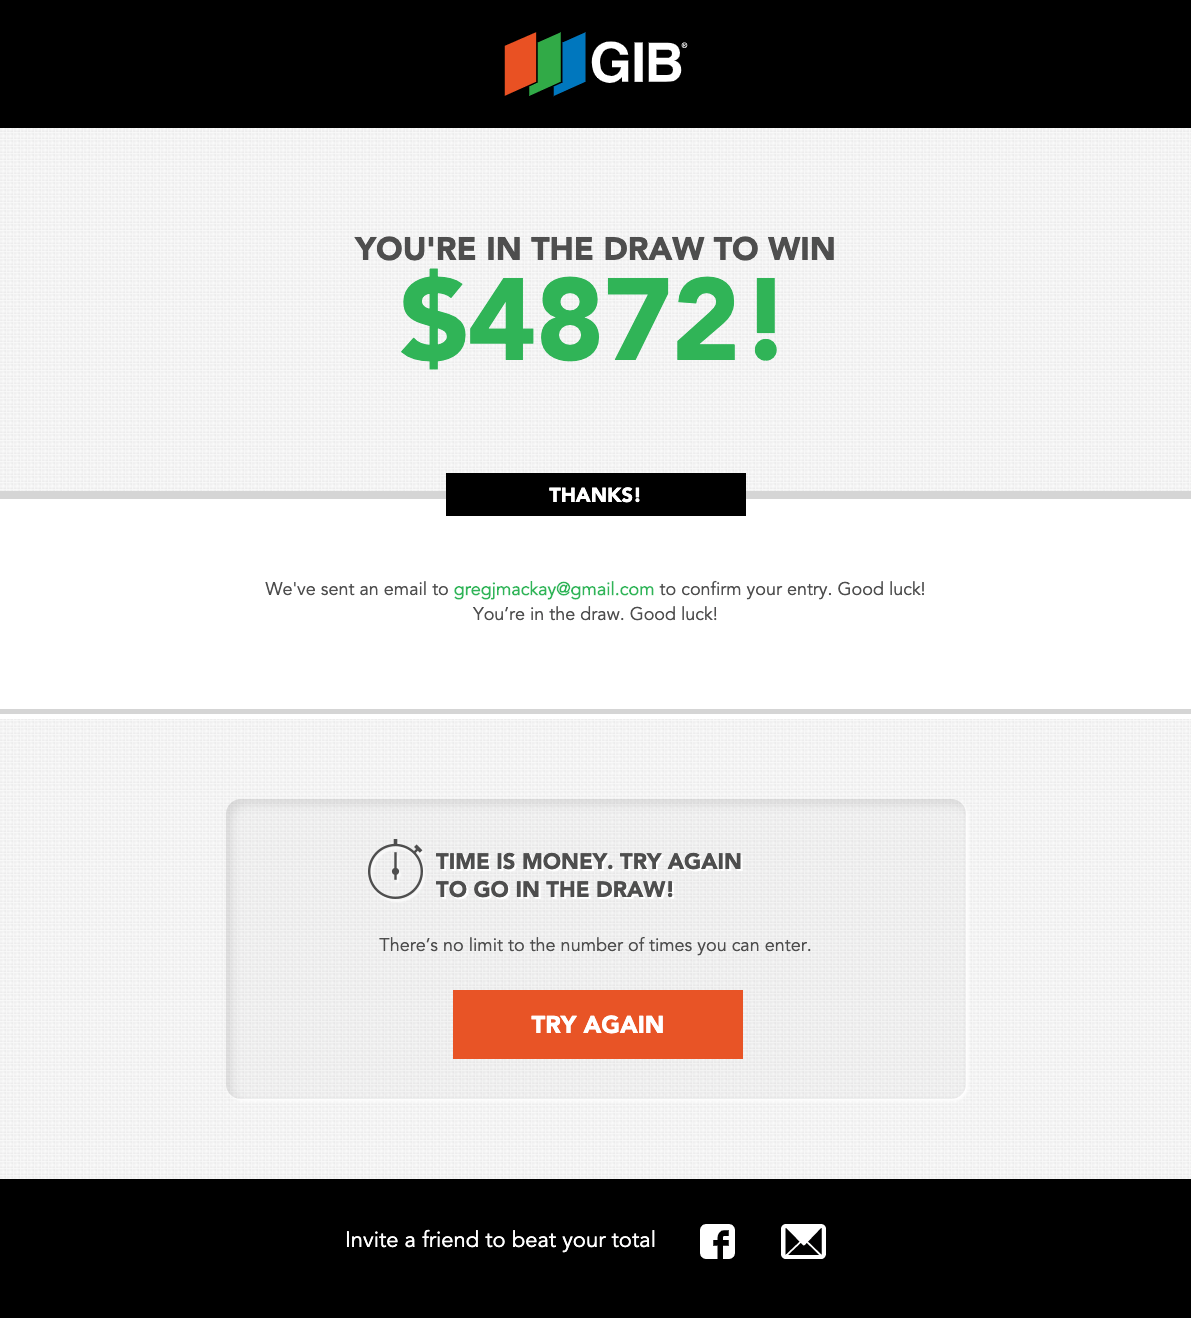 GIB®
YOU'RE IN THE DRAW TO WIN
$4872!
THANKS!
We've sent an email to gregjmackay@gmail.com to confirm your entry. Good luck!
You’re in the draw. Good luck!
TIME IS MONEY. TRY AGAIN
TO GO IN THE DRAW!
There’s no limit to the number of times you can enter.
TRY AGAIN
Invite a friend to beat your total